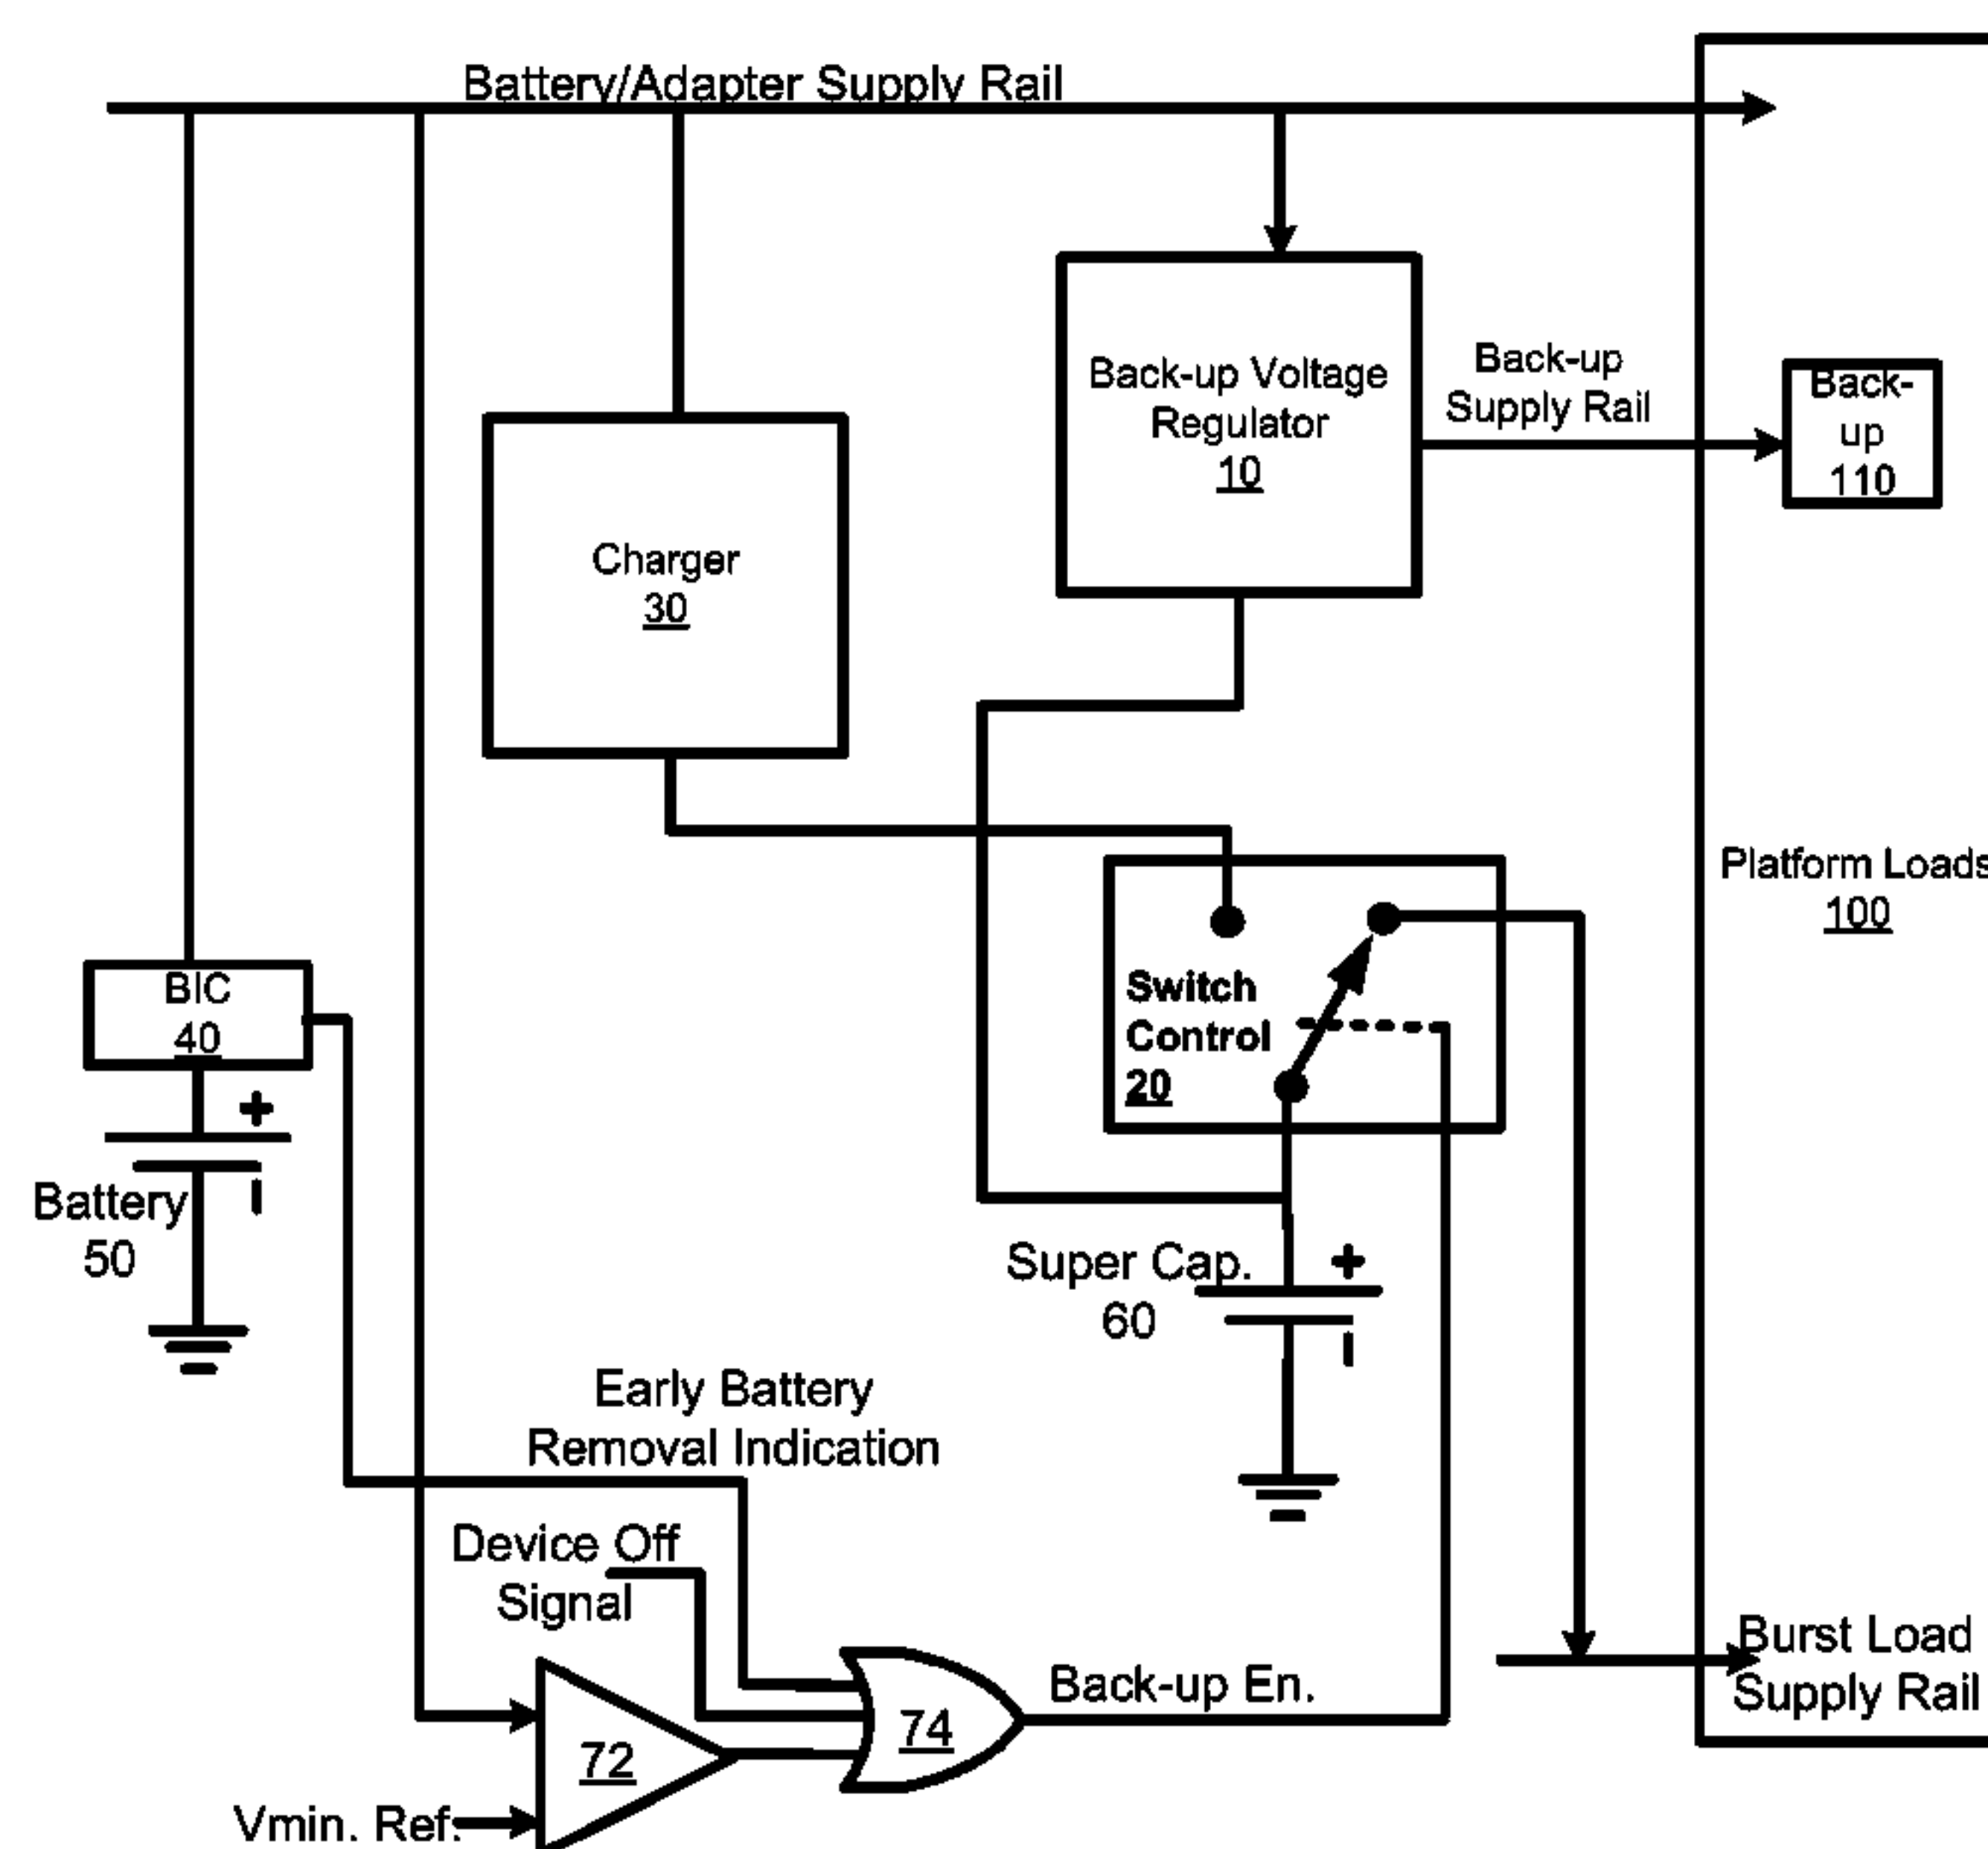 Battery/Adapter Supply Rail
Back-up Voltage
Regulator
10
Back-up
Supply Rail
Back-
up
110
Charger
30
Platform Loads
100
BIC
40
Switch
Control
20
+
Battery
50
Super Cap.
60
+
Early Battery
Removal Indication
Device Off
Signal
Burst Load
Supply Rail
Back-up En.
74
72
Vmin. Ref.